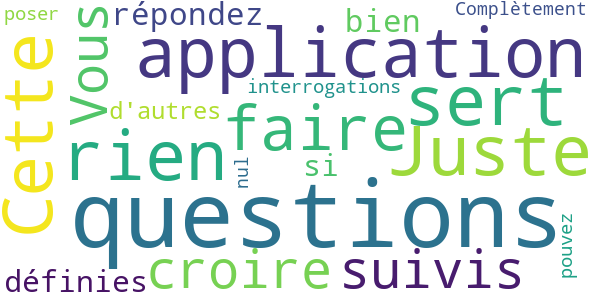 poser
Vous
répondez
bien
Complètement
Cette
application
interrogations
sert
d'autres
faire
rien
Juste
si
nul
questions
pouvez
croire
suivis
définies